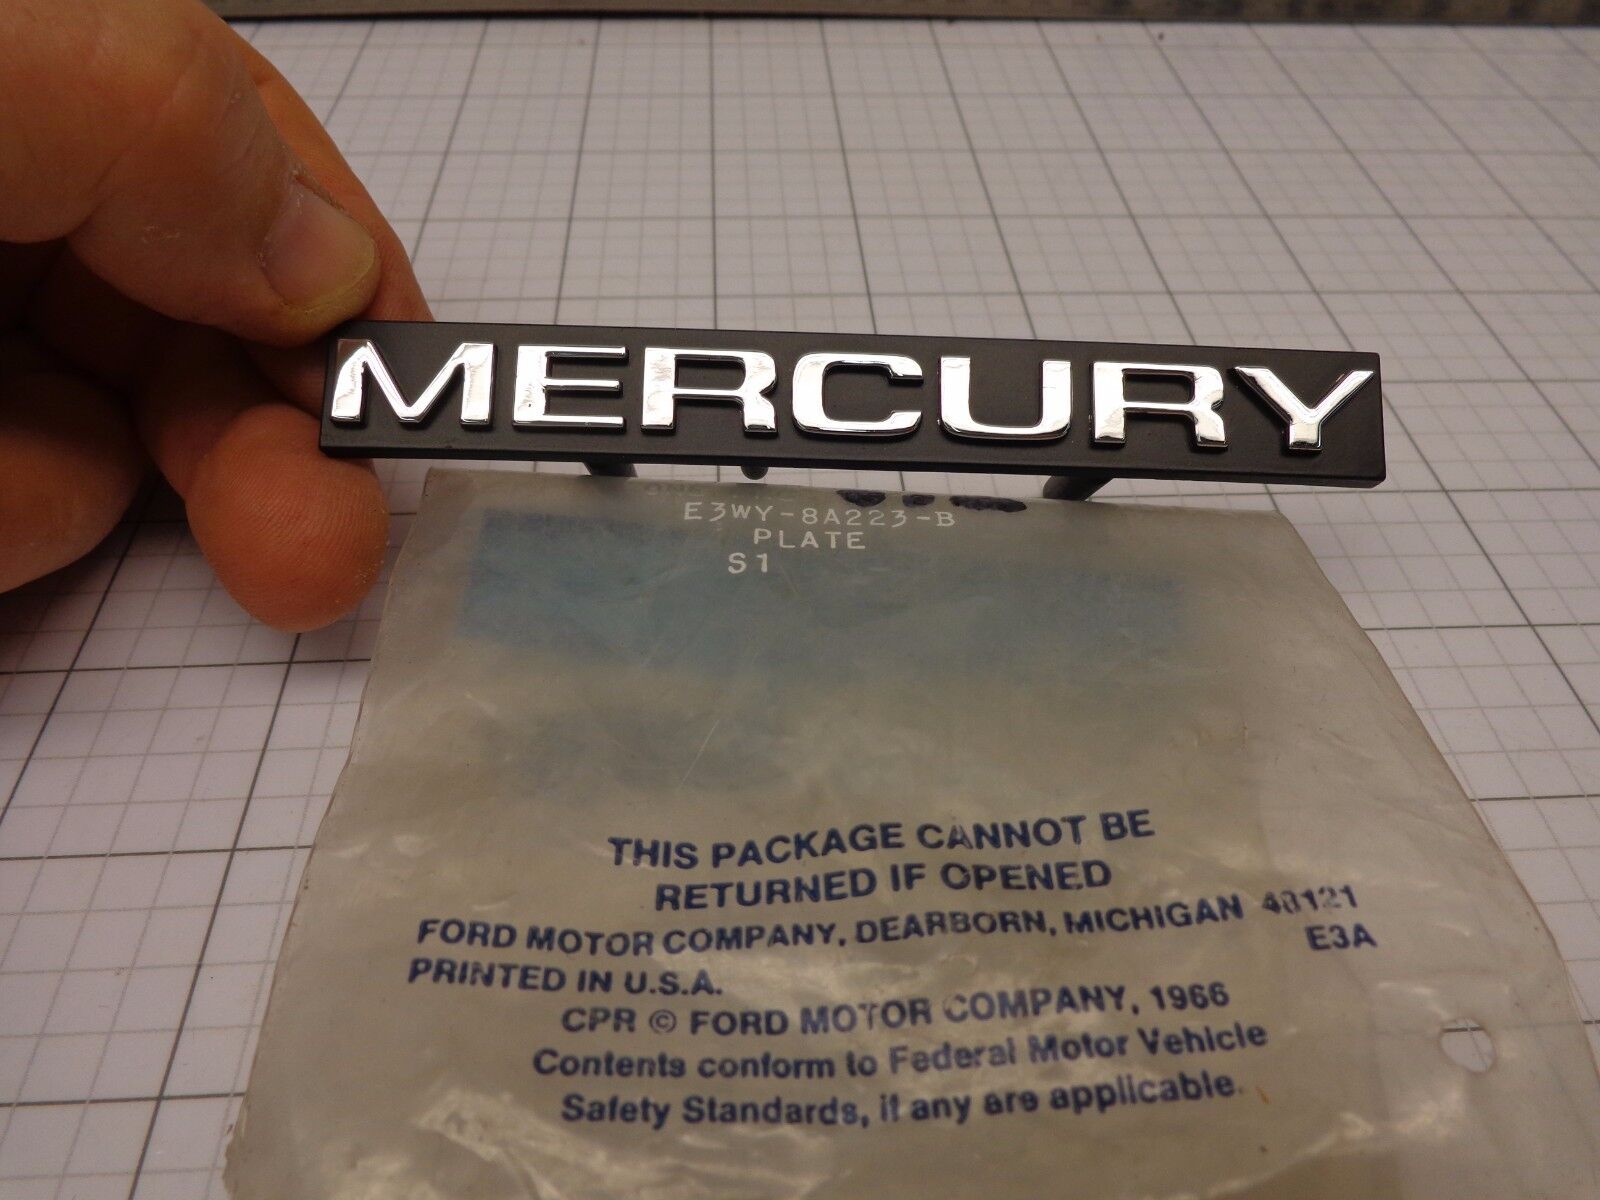 MERCURY
E3WY-8A223-B
PLATE
S1
THIS PACKAGE CANNOT BE
RETURNED IF OPENED
FORD MOTOR COMPANY, DEARBORN, MICHIGAN 48121
E3A
PRINTED IN U.S.A.
CPR © FORD MOTOR COMPANY, 1966
Contents conform to Federal Motor Vehicle
Safety Standards, if any are applicable.